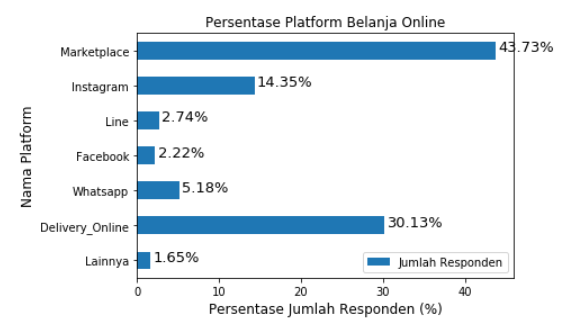 Persentase Platform Belanja Online
Nama Platform
Marketplace 43.73%
Instagram 14.35%
Line 2.74%
Facebook 2.22%
Whatsapp 5.18%
Delivery_Online 30.13%
Lainnya 1.65%
Jumlah Responden
0 10 20 30 40
Persentase Jumlah Responden (%)